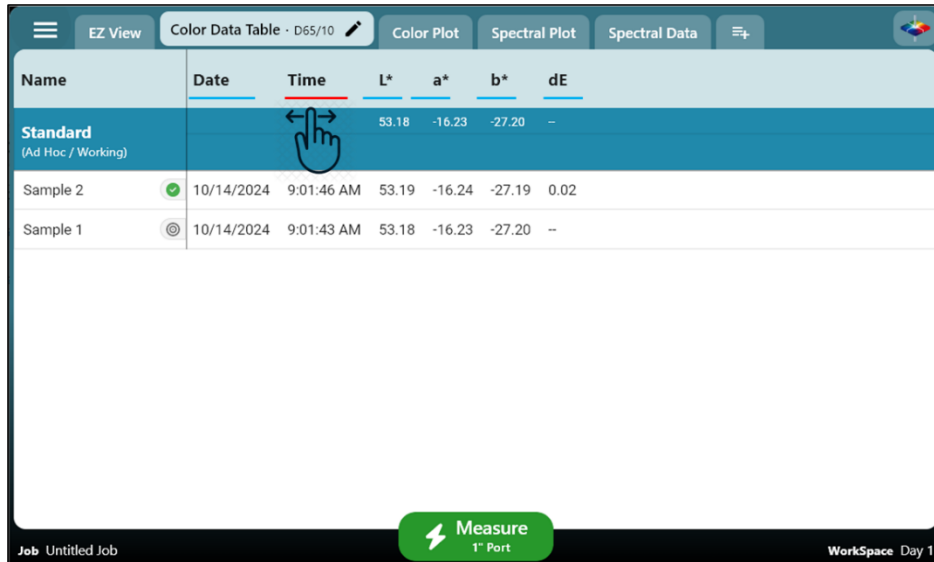 EZ View Color Data Table · D65/10 Color Plot Spectral Plot Spectral Data
Name Date Time L* a* b* dE
Standard 53.18 -16.23 -27.20 --
(Ad Hoc / Working)
Sample 2 10/14/2024 9:01:46 AM 53.19 -16.24 -27.19 0.02
Sample 1 10/14/2024 9:01:43 AM 53.18 -16.23 -27.20 --
Measure
1" Port
Job Untitled Job WorkSpace Day 1